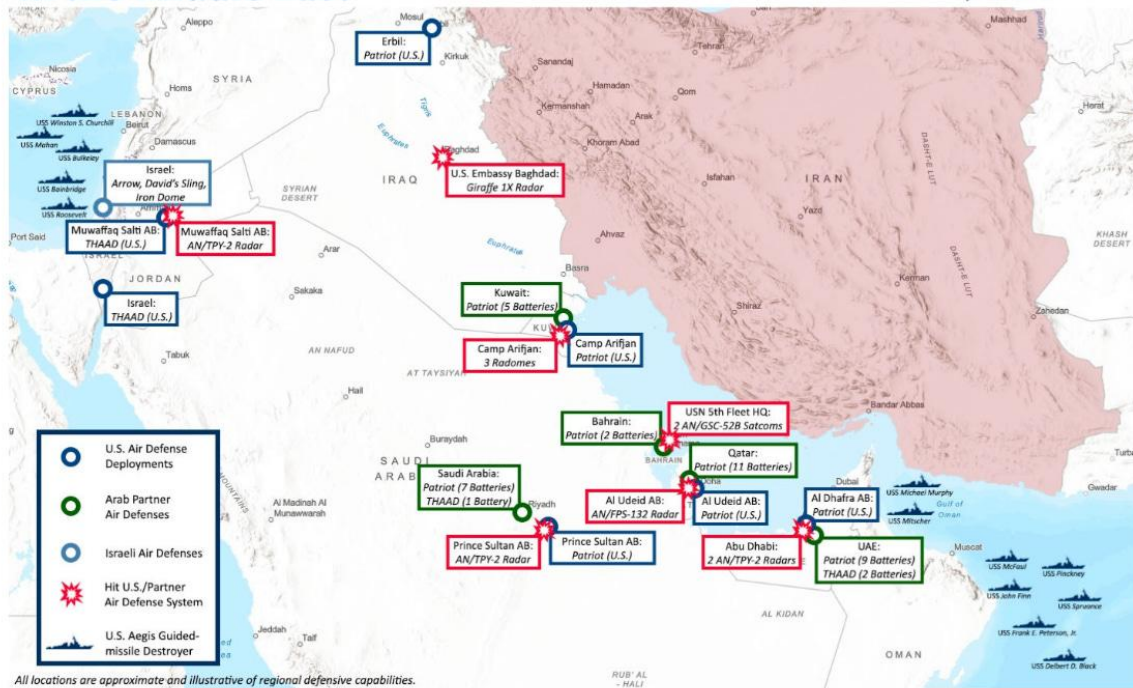 Aleppo
Mosul
Erbil:
Patriot (U.S.)
Kirkuk
Mashhad
Tehran
Nicosia
CYPRUS
SYRIA
Sanandaj
Hamadan
Qom
Homs
Kermanshah
Arak
Herat
LEBANON
Beirut
USS Winston S. Churchill
USS Mahan
USS Bulkeley
USS Bainbridge
USS Roosevelt
Damascus
Tigris
Euphrates
Baghdad
Khoram Abad
DASHT-E LUT
DASHT-E LUT
Israel:
Arrow, David's Sling,
Iron Dome
IRAQ
U.S. Embassy Baghdad:
Giraffe 1X Radar
Isfahan
IRAN
SYRIAN
DESERT
Yazd
KHASH
DESERT
Port Said
Muwaffaq Salti AB:
THAAD (U.S.)
Muwaffaq Salti AB:
AN/TPY-2 Radar
ISRAEL
Arar
Euphrates
Ahvaz
Basra
Kerman
JORDAN
Sakaka
Israel:
THAAD (U.S.)
Kuwait:
Patriot (5 Batteries)
Shiraz
Zahedan
AN NAFUD
Camp Arifjan:
3 Radomes
Camp Arifjan
Patriot (U.S.)
Tabuk
AT TAYSIYAH
Hail
Bandar Abbas
Buraydah
Bahrain:
Patriot (2 Batteries)
USN 5th Fleet HQ:
2 AN/GSC-52B Satcoms
BAHRAIN
Qatar:
Patriot (11 Batteries)
Doha
Dubai
SAUDI
ARAB
Saudi Arabia:
Patriot (7 Batteries)
THAAD (1 Battery)
Riyadh
Al Madinah Al
Munawwarah
MOUNTAINS
Al Udeid AB:
AN/FPS-132 Radar
Al Udeid AB:
Patriot (U.S.)
Al Dhafra AB:
Patriot (U.S.)
USS Michael Murphy
Gulf of
Oman
USS Mitscher
Gwadar
Prince Sultan AB:
AN/TPY-2 Radar
Prince Sultan AB:
Patriot (U.S.)
Abu Dhabi:
2 AN/TPY-2 Radars
UAE:
Patriot (9 Batteries)
THAAD (2 Batteries)
Muscat
USS McFaul
USS Pinckney
USS John Finn
USS Spruance
USS Frank E. Peterson, Jr.
USS Delbert D. Black
AL KIDAN
OMAN
Jeddah
Taif
RUB' AL
- HALI
U.S. Air Defense
Deployments
Arab Partner
Air Defenses
Israeli Air Defenses
Hit U.S./Partner
Air Defense System
U.S. Aegis Guided-
missile Destroyer
All locations are approximate and illustrative of regional defensive capabilities.